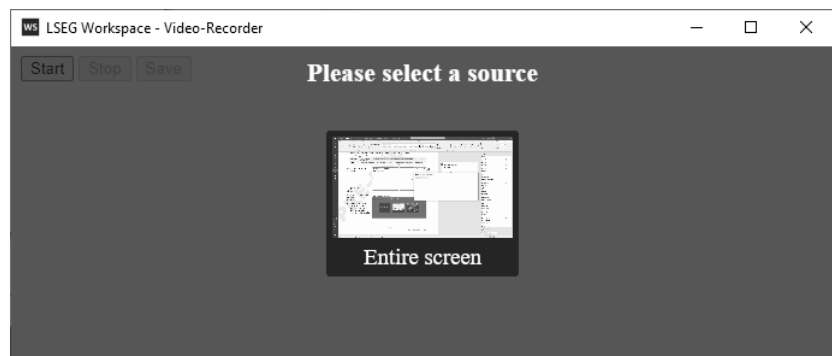 WS LSEG Workspace - Video-Recorder
Start Stop Save
Please select a source
Entire screen